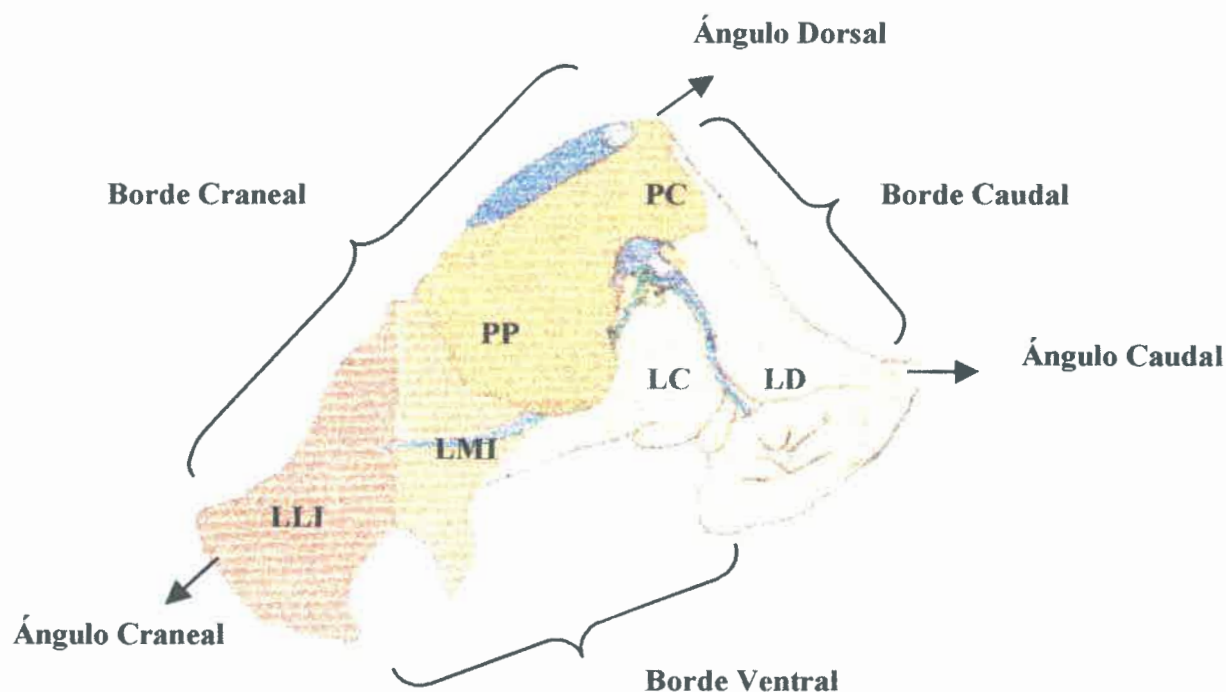 Ángulo Dorsal
Borde Craneal
PC
Borde Caudal
PP
Ángulo Caudal
LC
LD
LMI
LLI
Ángulo Craneal
Borde Ventral